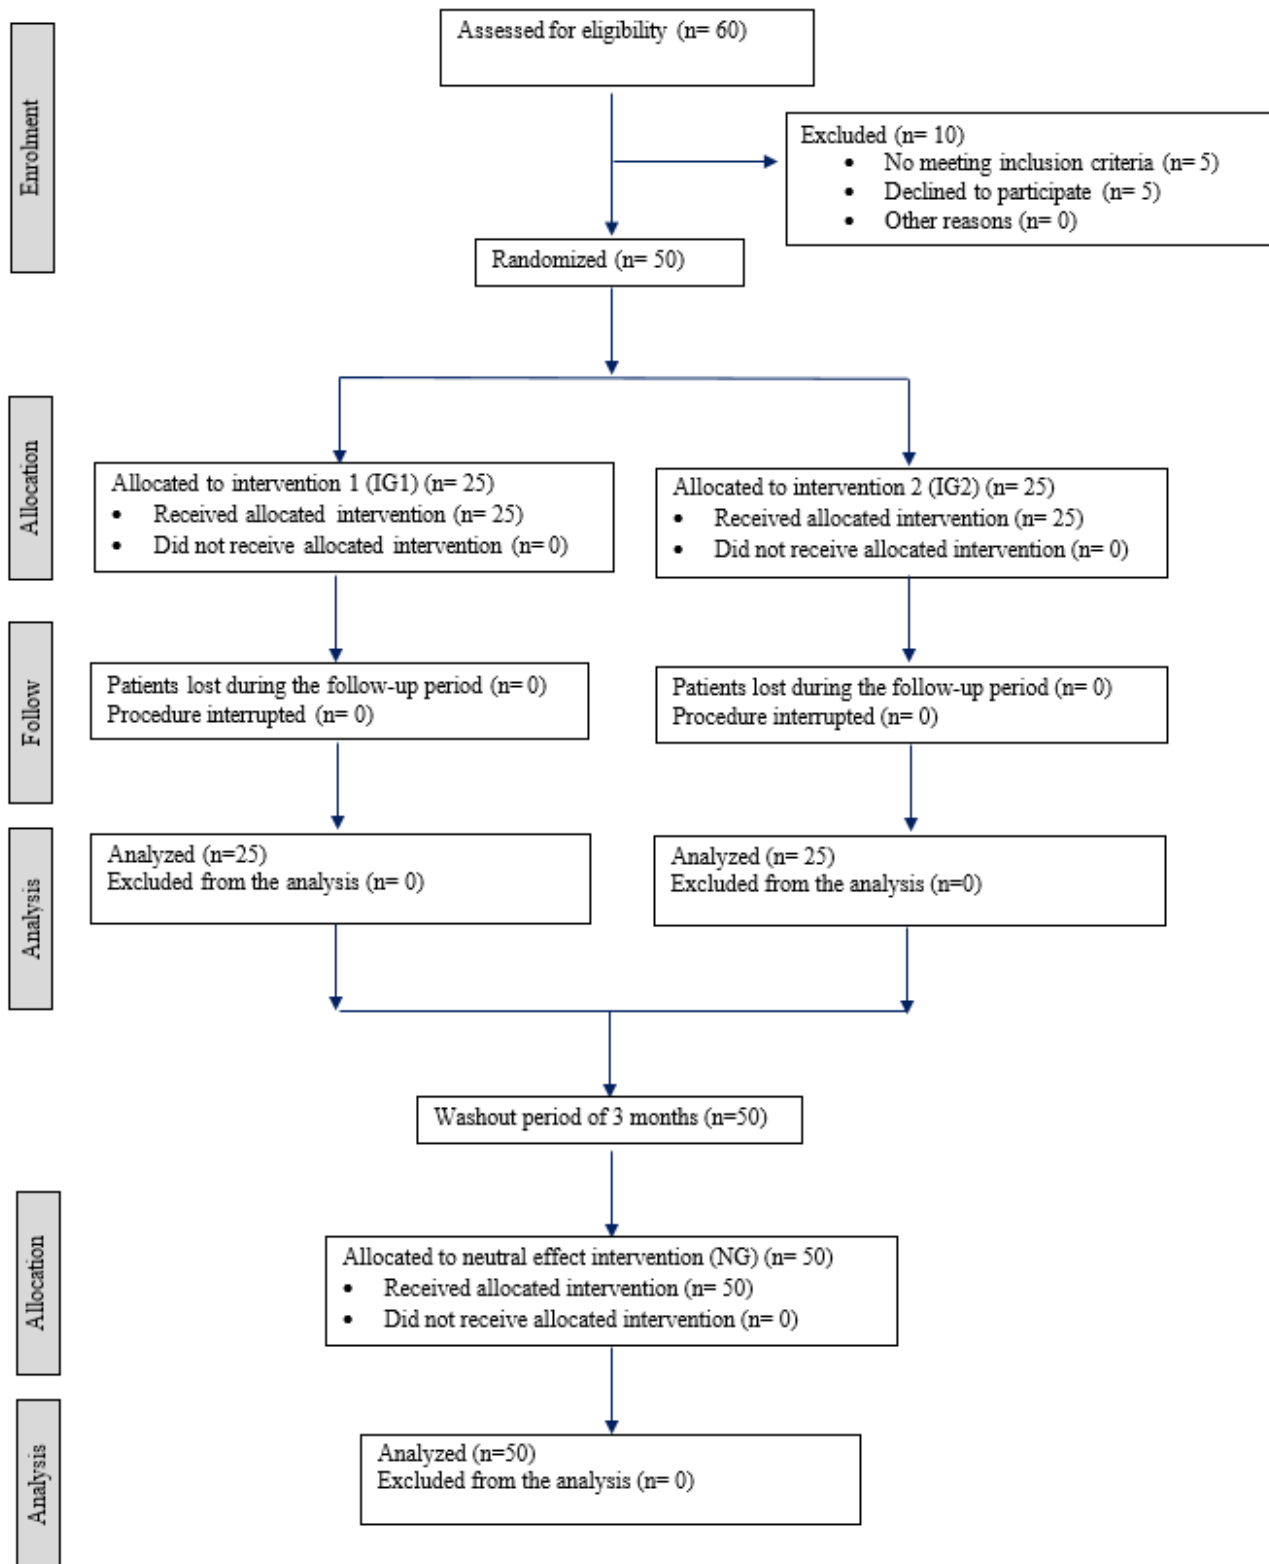 Enrolment
Assessed for eligibility (n= 60)
Excluded (n= 10)
• No meeting inclusion criteria (n= 5)
• Declined to participate (n= 5)
• Other reasons (n= 0)
Randomized (n= 50)
Allocation
Allocated to intervention 1 (IG1) (n= 25)
• Received allocated intervention (n= 25)
• Did not receive allocated intervention (n= 0)
Allocated to intervention 2 (IG2) (n= 25)
• Received allocated intervention (n= 25)
• Did not receive allocated intervention (n= 0)
Follow
Patients lost during the follow-up period (n= 0)
Procedure interrupted (n= 0)
Patients lost during the follow-up period (n= 0)
Procedure interrupted (n= 0)
Analysis
Analyzed (n=25)
Excluded from the analysis (n= 0)
Analyzed (n= 25)
Excluded from the analysis (n=0)
Washout period of 3 months (n=50)
Allocation
Allocated to neutral effect intervention (NG) (n= 50)
• Received allocated intervention (n= 50)
• Did not receive allocated intervention (n= 0)
Analysis
Analyzed (n=50)
Excluded from the analysis (n= 0)